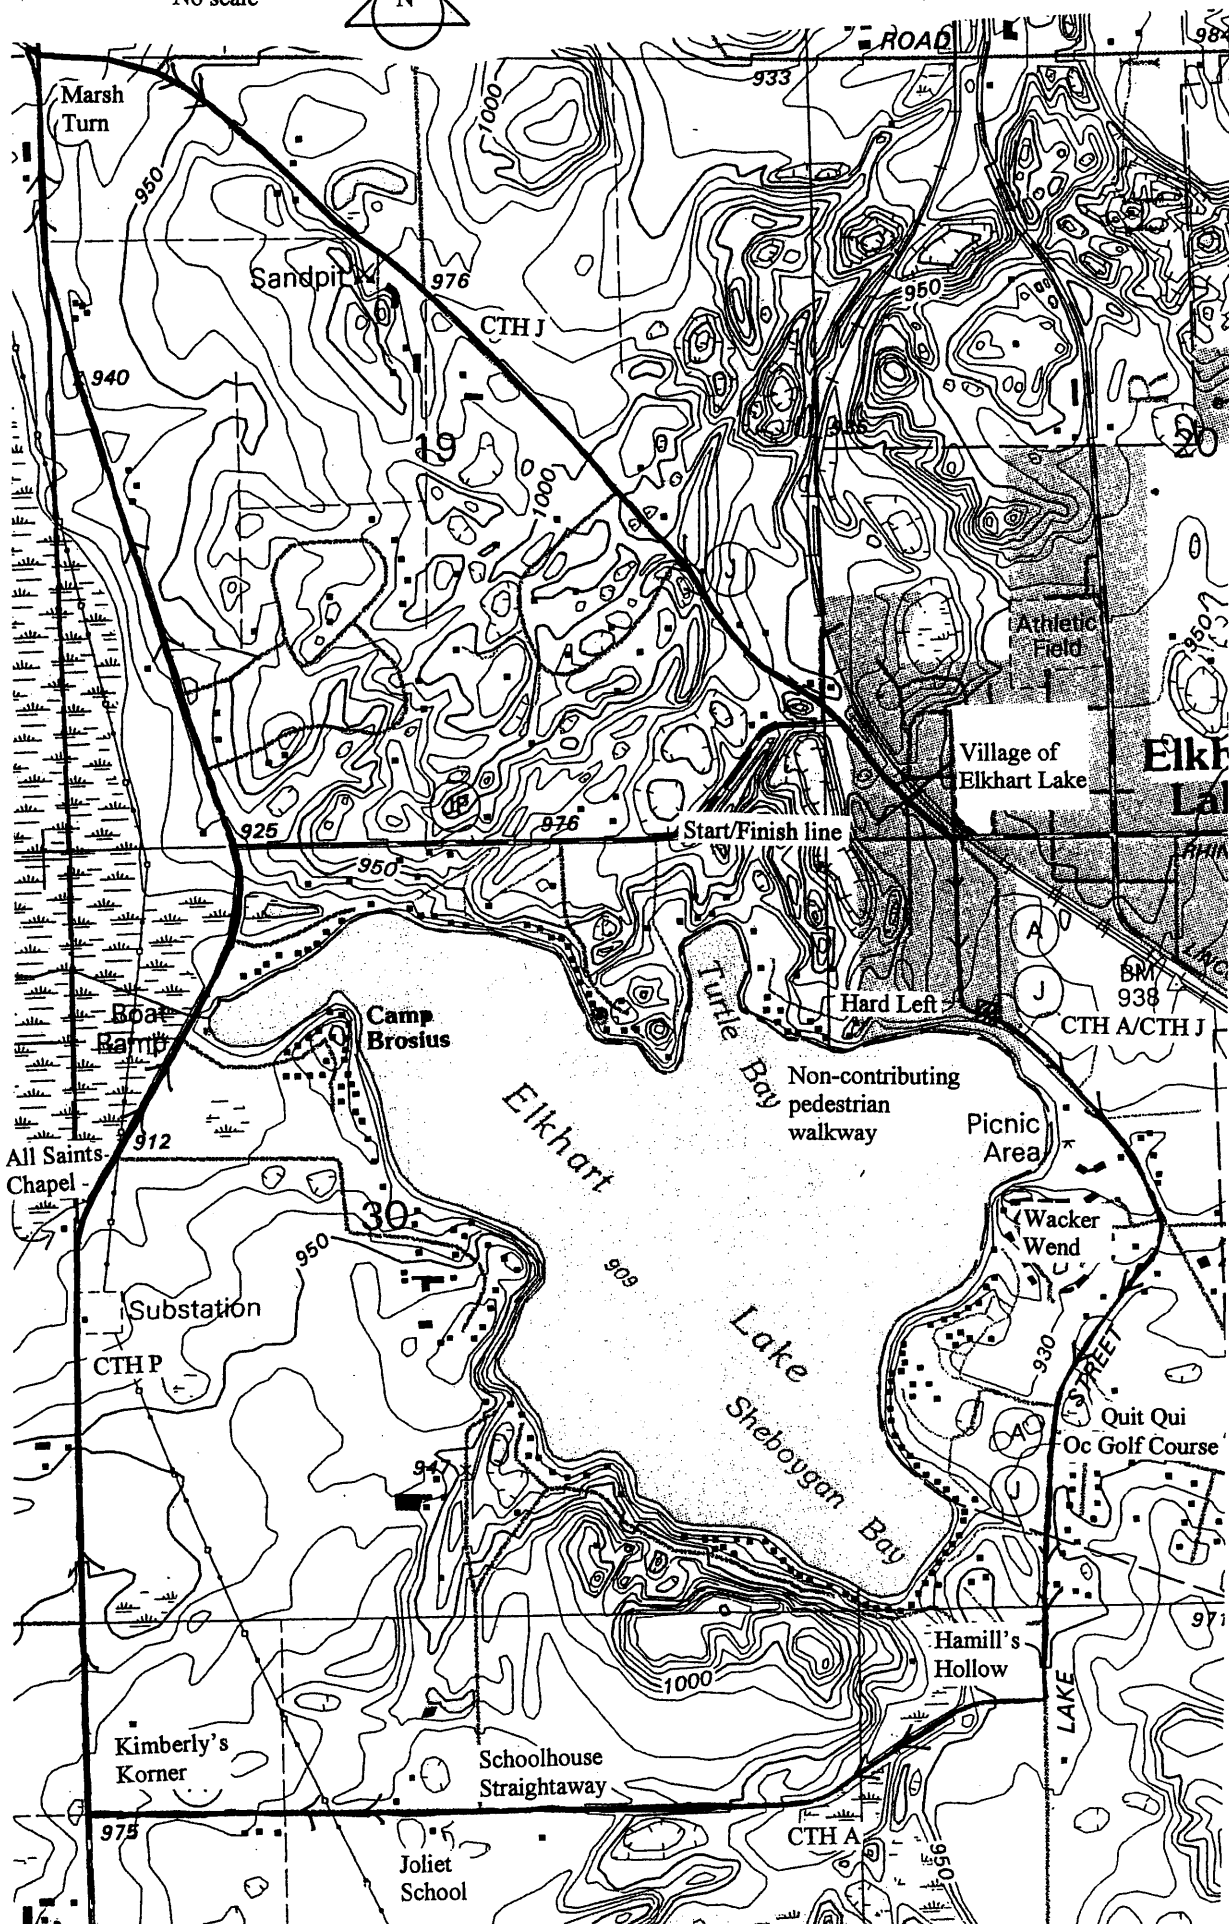 No scale
N
ROAD
984
933
Marsh
Turn
1000
950
Sandpit
976
950
CTH J
940
R
19
20
1000
J
Athletic
Field
950
Village of
Elkhart Lake
Elkh
Lak
925
976
Start/Finish line
950
A
BM
938
J
Turtle
Bay
Hard Left
CTH A/CTH J
Boat
Ramp
Camp
Brosius
Non-contributing
pedestrian
walkway
Picnic
Area
Elkhart
Lake
912
All Saints
Chapel
30
Wacker
Wend
950
909
Substation
930
STREET
CTH P
Sheboygan
Bay
A
Quit Qui
Oc Golf Course
947
J
971
Hamill's
Hollow
1000
LAKE
Kimberly's
Korner
Schoolhouse
Straightaway
975
CTH A
Joliet
School
950